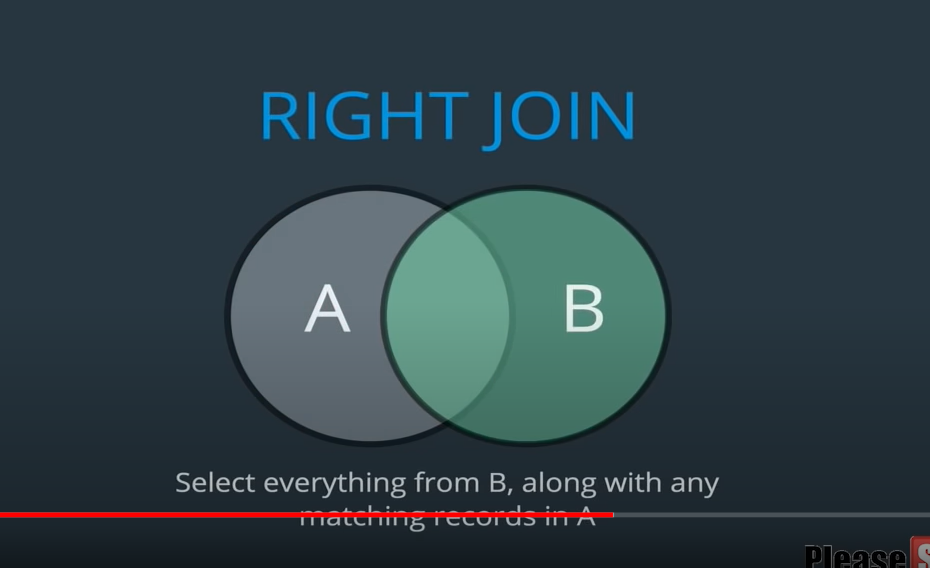 RIGHT JOIN
A
B
Select everything from B, along with any
matching records in A
Please S